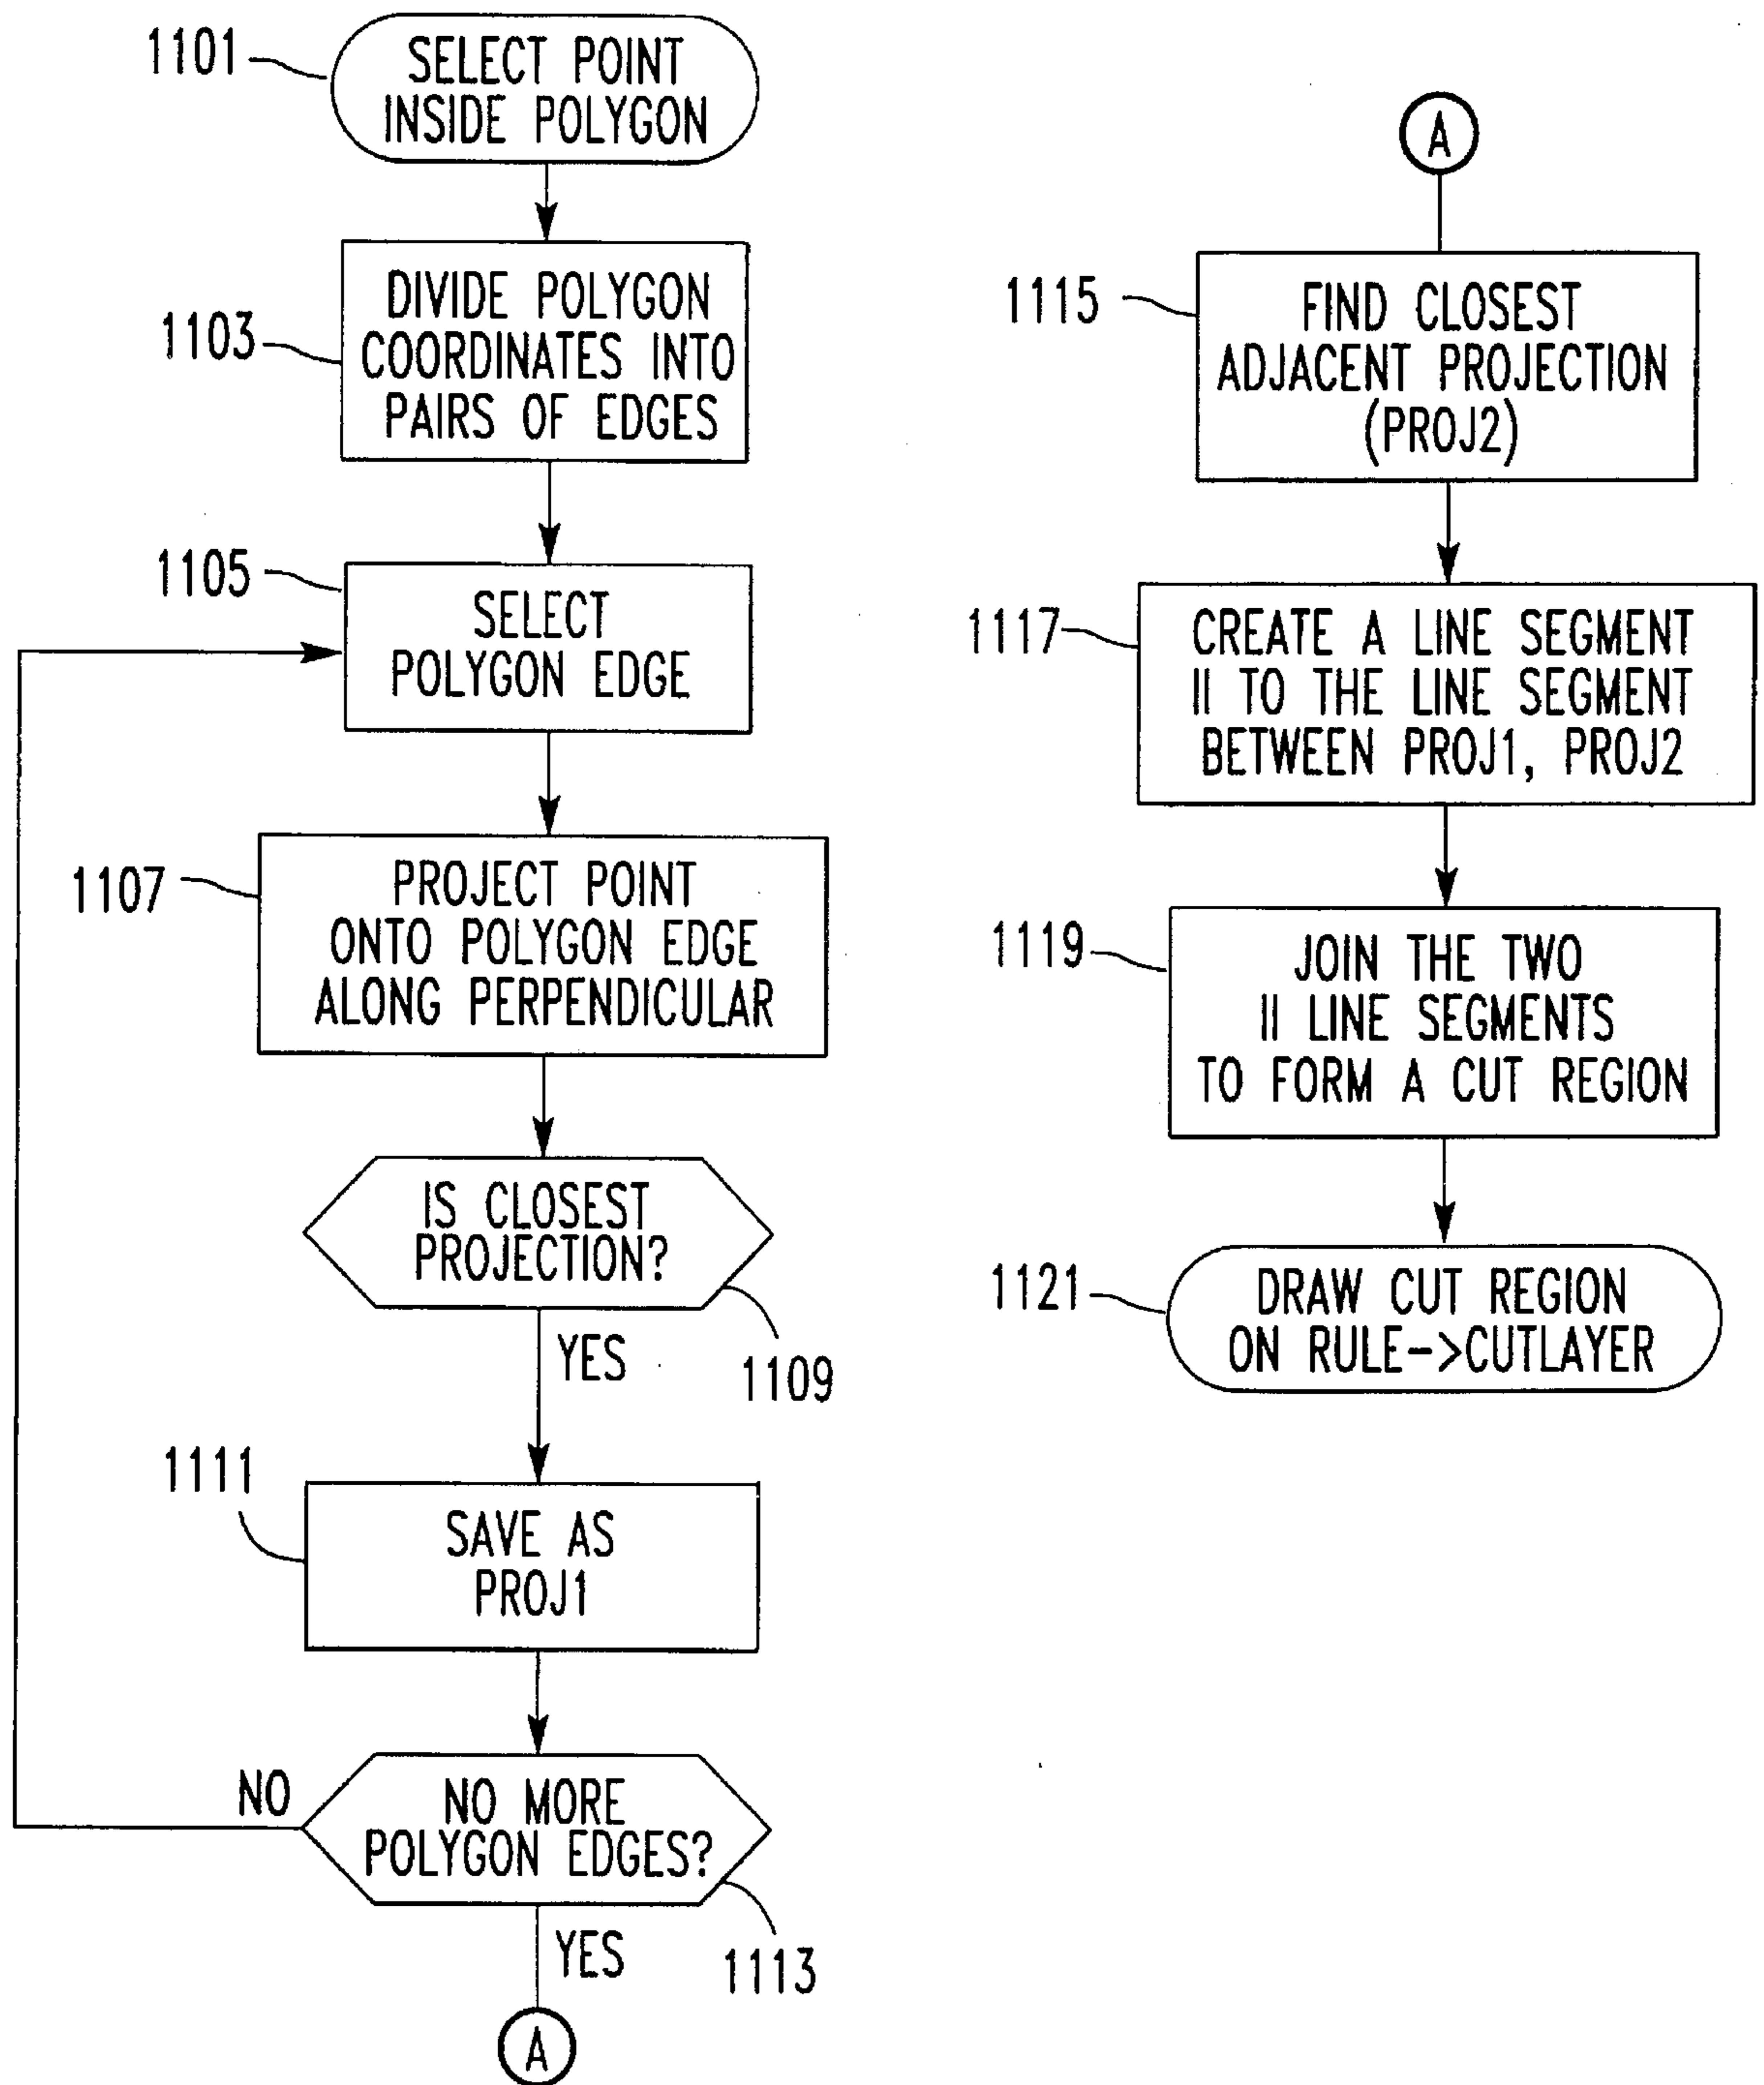 1101
SELECT POINT
INSIDE POLYGON
1103
DIVIDE POLYGON
COORDINATES INTO
PAIRS OF EDGES
1105
SELECT
POLYGON EDGE
1107
PROJECT POINT
ONTO POLYGON EDGE
ALONG PERPENDICULAR
IS CLOSEST
PROJECTION?
1109
YES
1111
SAVE AS
PROJ1
NO
NO MORE
POLYGON EDGES?
1113
YES
A
A
1115
FIND CLOSEST
ADJACENT PROJECTION
(PROJ2)
1117
CREATE A LINE SEGMENT
II TO THE LINE SEGMENT
BETWEEN PROJ1, PROJ2
1119
JOIN THE TWO
II LINE SEGMENTS
TO FORM A CUT REGION
1121
DRAW CUT REGION
ON RULE->CUTLAYER